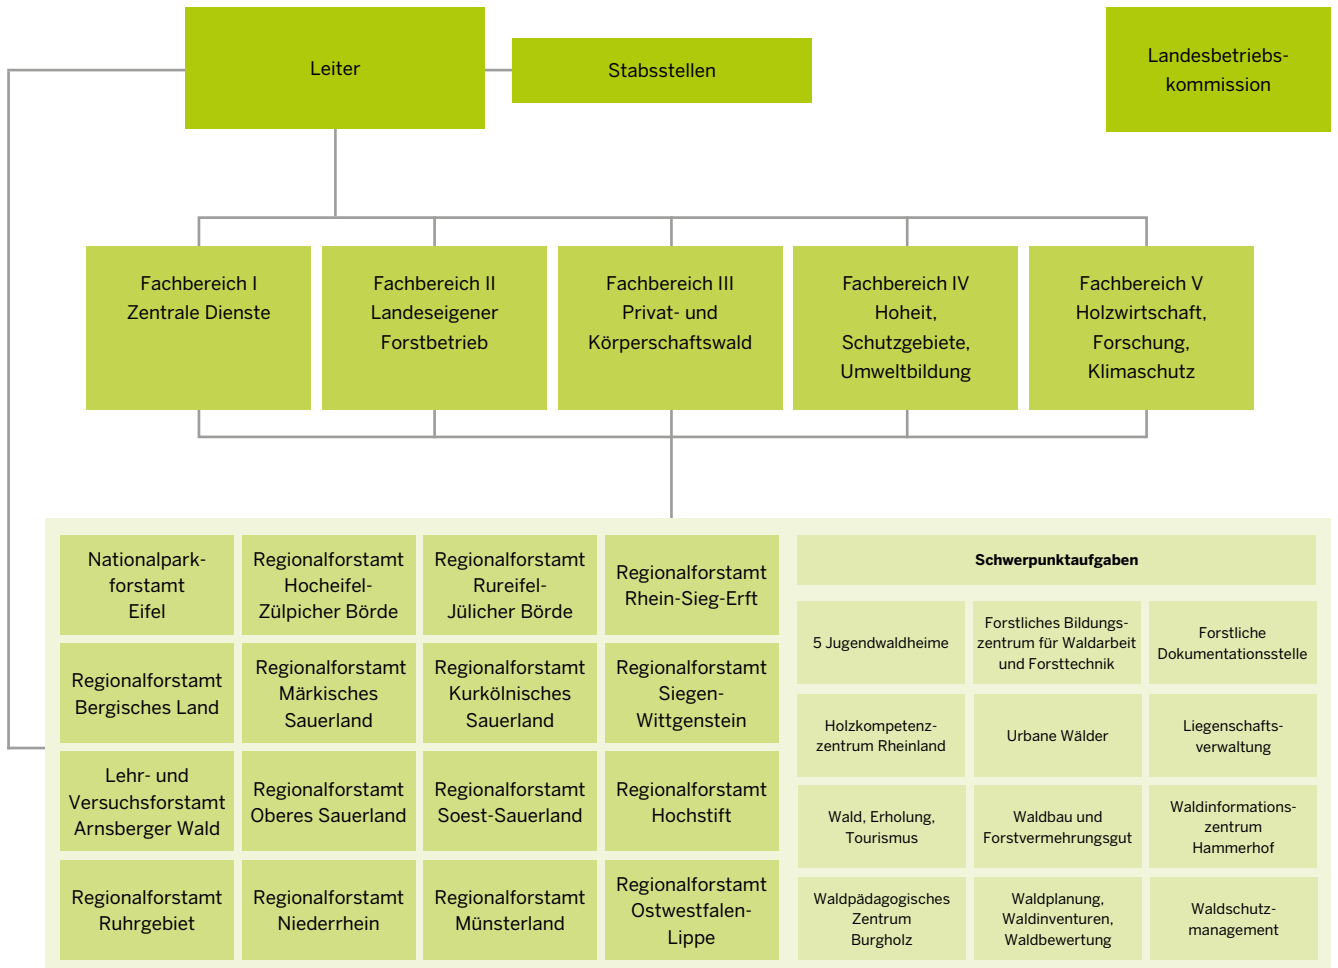 Leiter
Stabsstellen
Landesbetriebs-
kommission
Fachbereich I
Zentrale Dienste
Fachbereich II
Landeseigener
Forstbetrieb
Fachbereich III
Privat- und
Körperschaftswald
Fachbereich IV
Hoheit,
Schutzgebiete,
Umweltbildung
Fachbereich V
Holzwirtschaft,
Forschung,
Klimaschutz
Nationalpark-
forstamt
Eifel
Regionalforstamt
Hocheifel-
Zülpicher Börde
Regionalforstamt
Rureifel-
Jülicher Börde
Regionalforstamt
Rhein-Sieg-Erft
Regionalforstamt
Bergisches Land
Regionalforstamt
Märkisches
Sauerland
Regionalforstamt
Kurkölnisches
Sauerland
Regionalforstamt
Siegen-
Wittgenstein
Lehr- und
Versuchsforstamt
Arnsberger Wald
Regionalforstamt
Oberes Sauerland
Regionalforstamt
Soest-Sauerland
Regionalforstamt
Hochstift
Regionalforstamt
Ruhrgebiet
Regionalforstamt
Niederrhein
Regionalforstamt
Münsterland
Regionalforstamt
Ostwestfalen-
Lippe
Schwerpunktaufgaben
5 Jugendwaldheime
Forstliches Bildungs-
zentrum für Waldarbeit
und Forsttechnik
Forstliche
Dokumentationsstelle
Holzkompetenz-
zentrum Rheinland
Urbane Wälder
Liegenschafts-
verwaltung
Wald, Erholung,
Tourismus
Waldbau und
Forstvermehrungsgut
Waldinformations-
zentrum
Hammerhof
Waldpädagogisches
Zentrum
Burgholz
Waldplanung,
Waldinventuren,
Waldbewertung
Waldschutz-
management